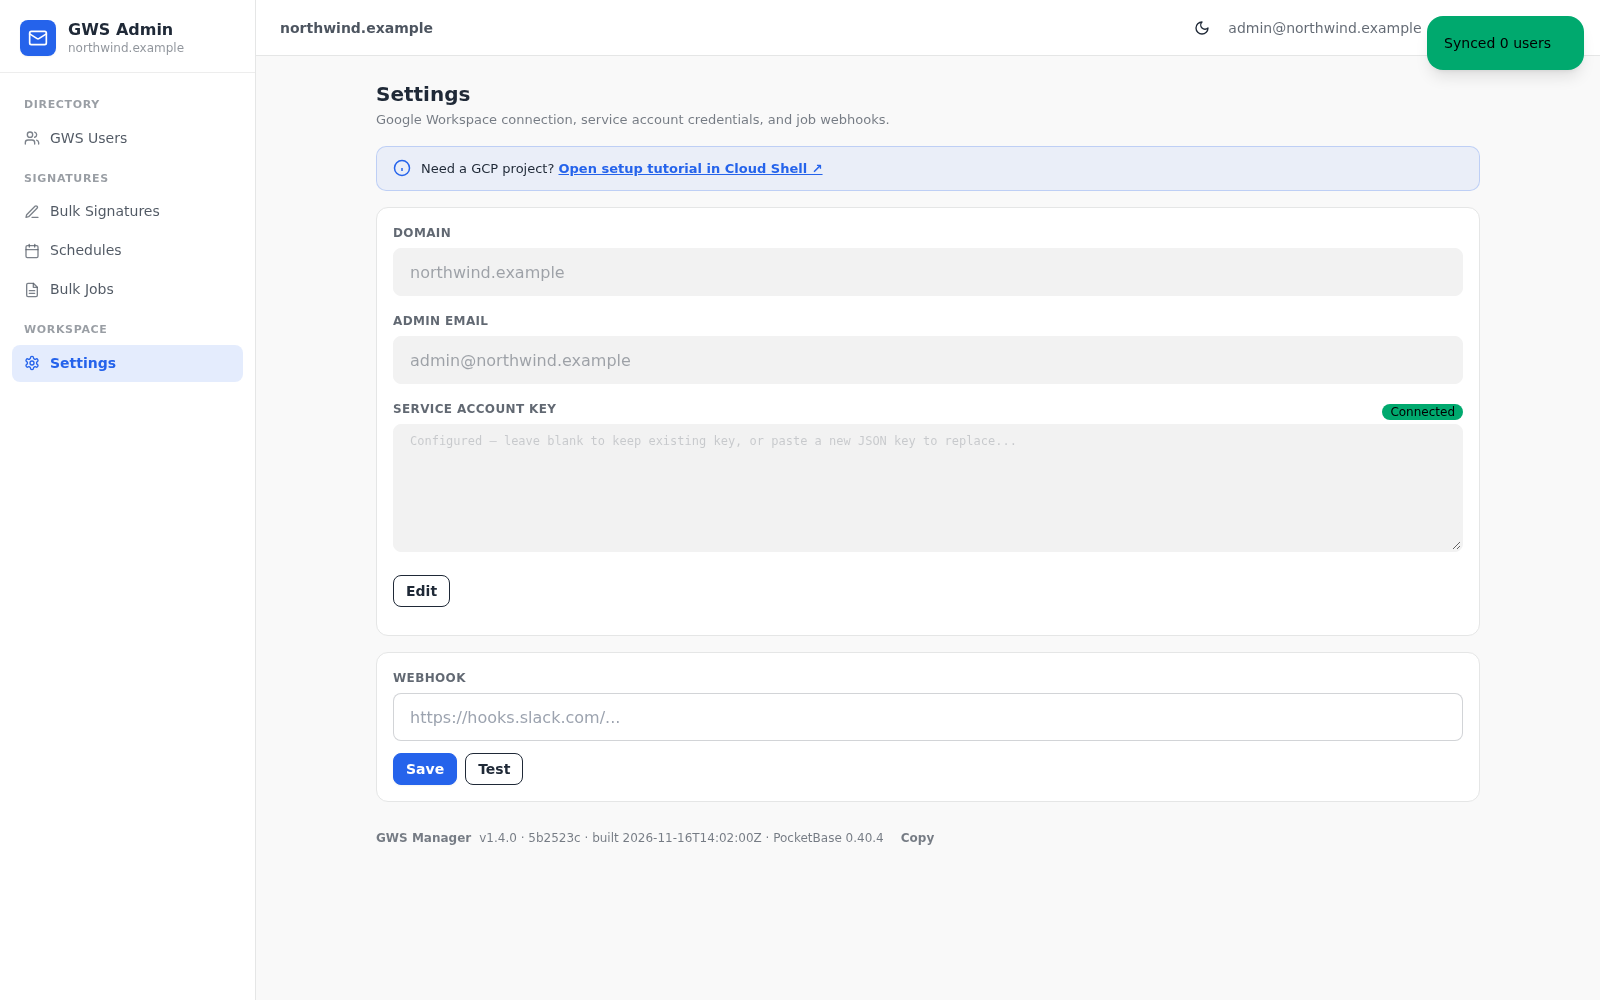 GWS Admin
northwind.example
DIRECTORY
GWS Users
SIGNATURES
Bulk Signatures
Schedules
Bulk Jobs
WORKSPACE
Settings
northwind.example
admin@northwind.example
Synced 0 users
Settings
Google Workspace connection, service account credentials, and job webhooks.
Need a GCP project? Open setup tutorial in Cloud Shell ↗
DOMAIN
northwind.example
ADMIN EMAIL
admin@northwind.example
SERVICE ACCOUNT KEY
Connected
Configured — leave blank to keep existing key, or paste a new JSON key to replace...
Edit
WEBHOOK
https://hooks.slack.com/...
Save
Test
GWS Manager v1.4.0 · 5b2523c · built 2026-11-16T14:02:00Z · PocketBase 0.40.4 Copy